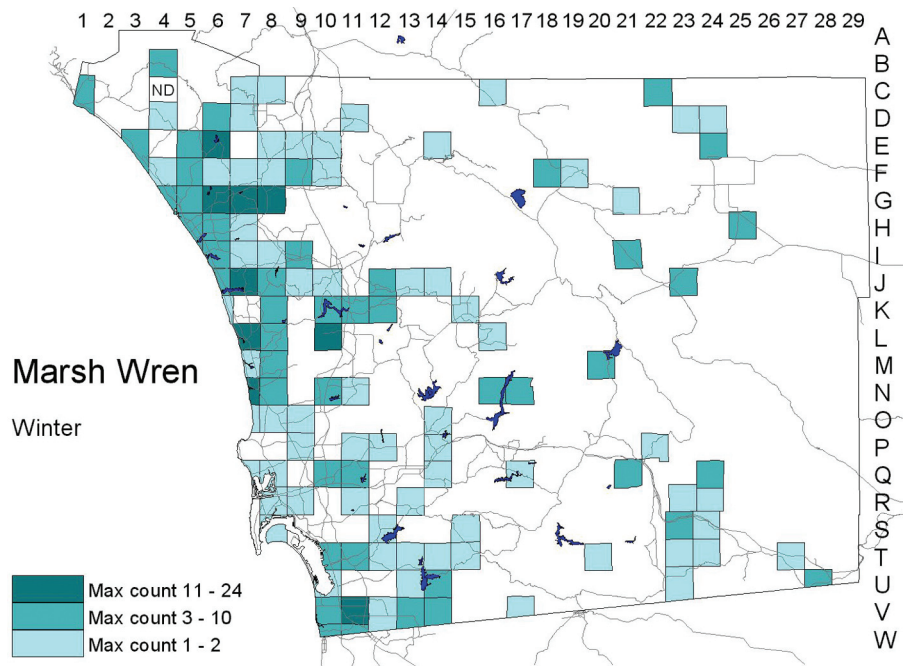 1 2 3 4 5 6 7 8 9 10 11 12 13 14 15 16 17 18 19 20 21 22 23 24 25 26 27 28 29
A
B
C
ND
D
E
F
G
H
I
J
K
L
Marsh Wren
M
N
Winter
O
P
Q
R
S
T
U
V
W
Max count 11 - 24
Max count 3 - 10
Max count 1 - 2